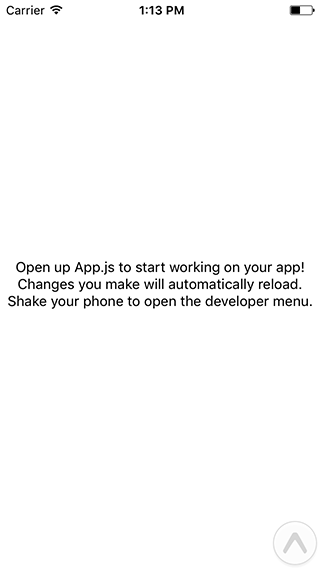 Carrier 1:13 PM
Open up App.js to start working on your app!
Changes you make will automatically reload.
Shake your phone to open the developer menu.